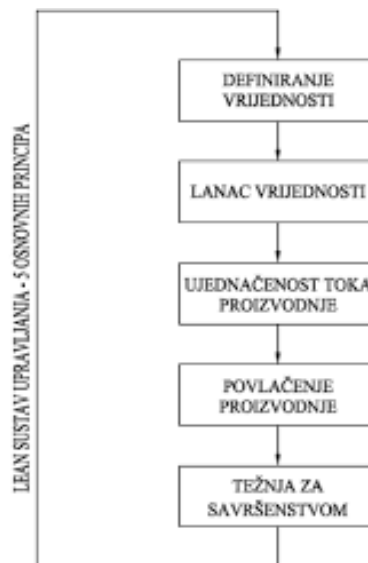 LEAN SUSTAV UPRAVLJANJA - 5 OSNOVNIH PRINCIPA
DEFINIRANJE
VRIJEDNOSTI
LANAC VRIJEDNOSTI
UJEDNAČENOST TOKA
PROIZVODNJE
POVLAČENJE
PROIZVODNJE
TEŽNJA ZA
SAVRŠENSTVOM